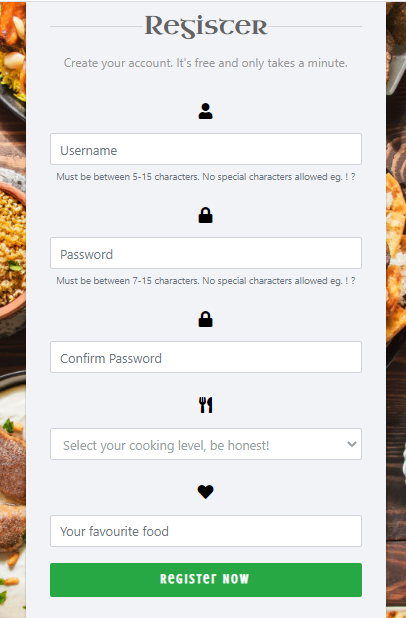 Register
Create your account. It's free and only takes a minute.
Username
Must be between 5-15 characters. No special characters allowed eg. ! ?
Password
Must be between 7-15 characters. No special characters allowed eg. ! ?
Confirm Password
Select your cooking level, be honest!
Your favourite food
Register Now